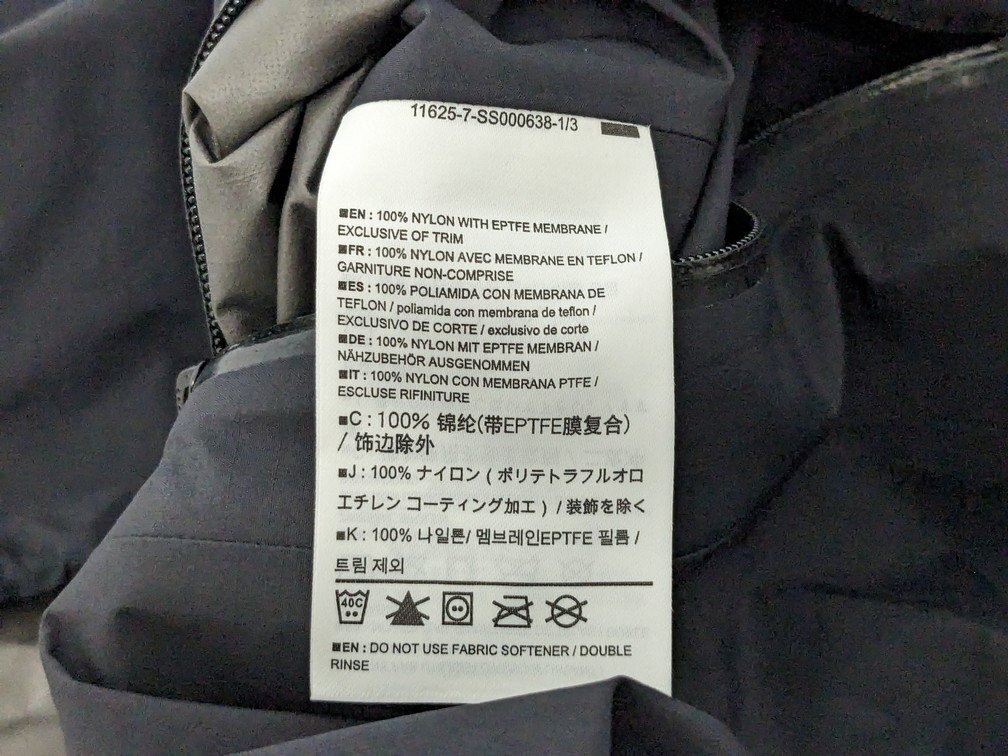 11625-7-SS000638-1/3
EN : 100% NYLON WITH EPTFE MEMBRANE /
EXCLUSIVE OF TRIM
FR : 100% NYLON AVEC MEMBRANE EN TEFLON /
GARNITURE NON-COMPRISE
ES : 100% POLIAMIDA CON MEMBRANA DE
TEFLON / poliamida con membrana de teflon /
EXCLUSIVO DE CORTE / exclusivo de corte
DE : 100% NYLON MIT EPTFE MEMBRAN /
NÄHZUBEHÖR AUSGENOMMEN
IT : 100% NYLON CON MEMBRANA PTFE /
ESCLUSE RIFINITURE
C : 100% 锦纶(带EPTFE膜复合)
/ 饰边除外
J : 100% ナイロン ( ポリテトラフルオロ
エチレン コーティング加工 ) / 装飾を除く
K : 100% 나일론/ 멤브레인EPTFE 필름 /
트림 제외
40C
EN : DO NOT USE FABRIC SOFTENER / DOUBLE
RINSE